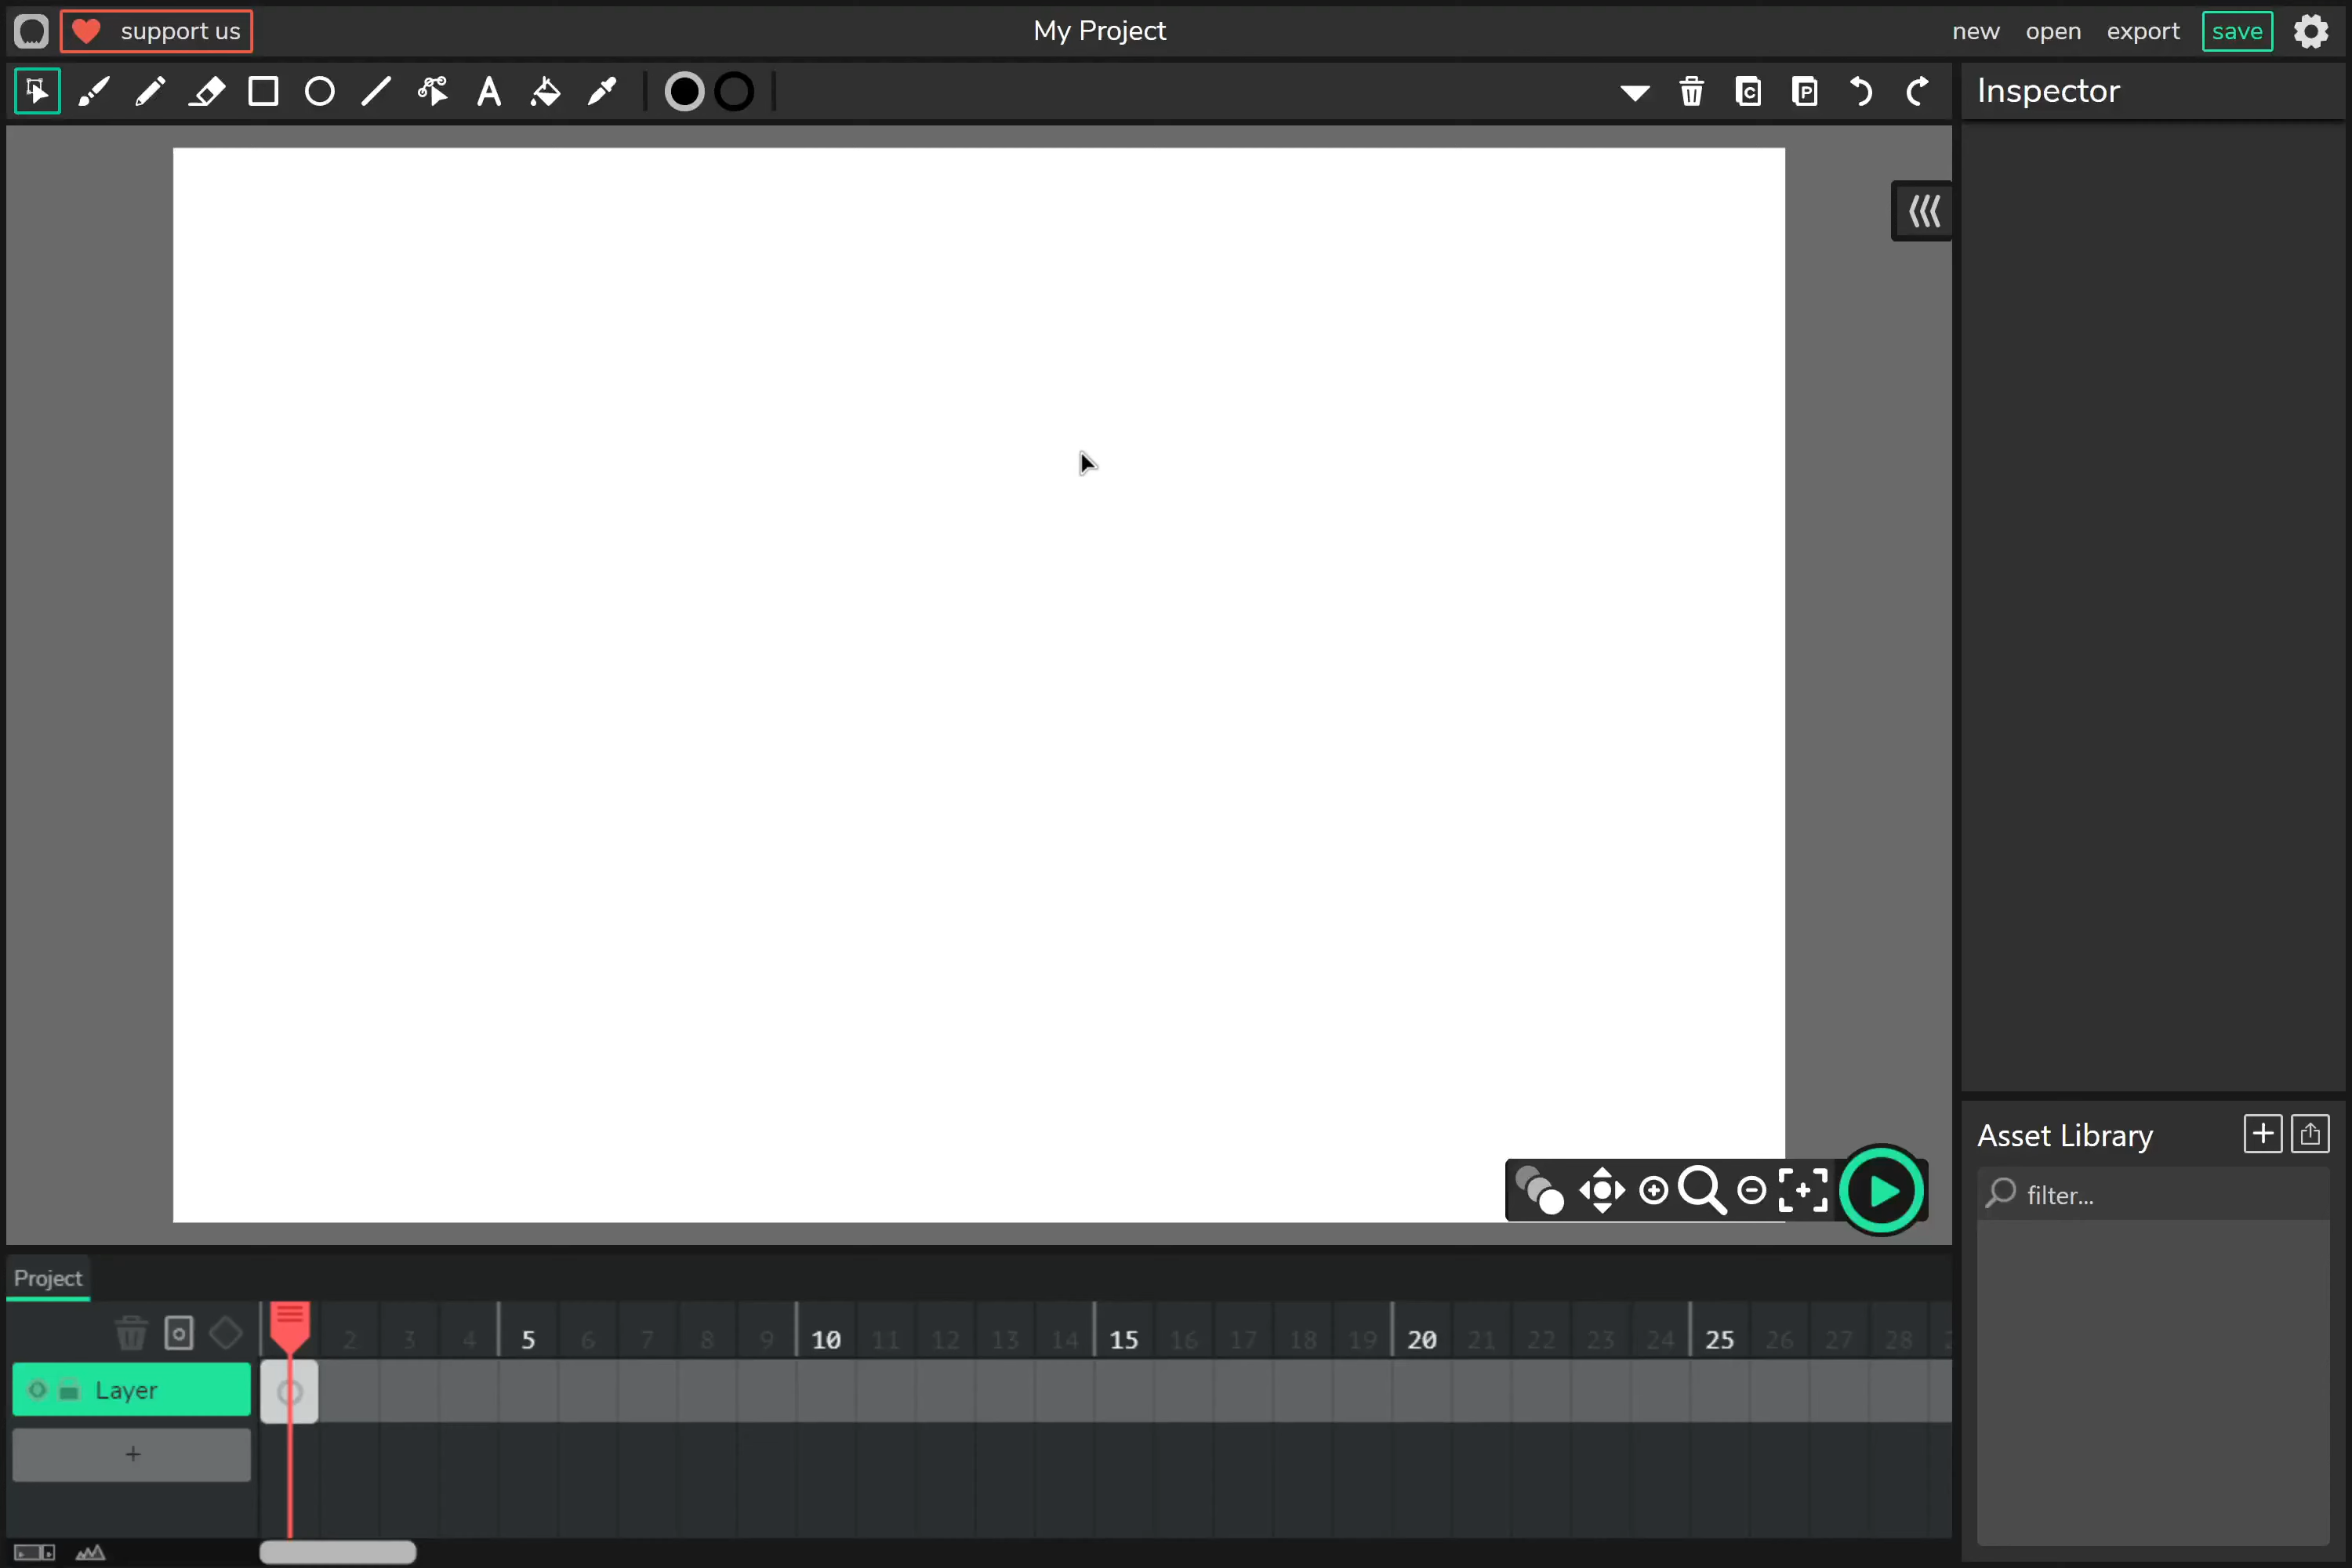 support us
My Project
new open export save
Inspector
Asset Library
filter...
Project
2 3 4 5 6 7 8 9 10 11 12 13 14 15 16 17 18 19 20 21 22 23 24 25 26 27 28
Layer
+